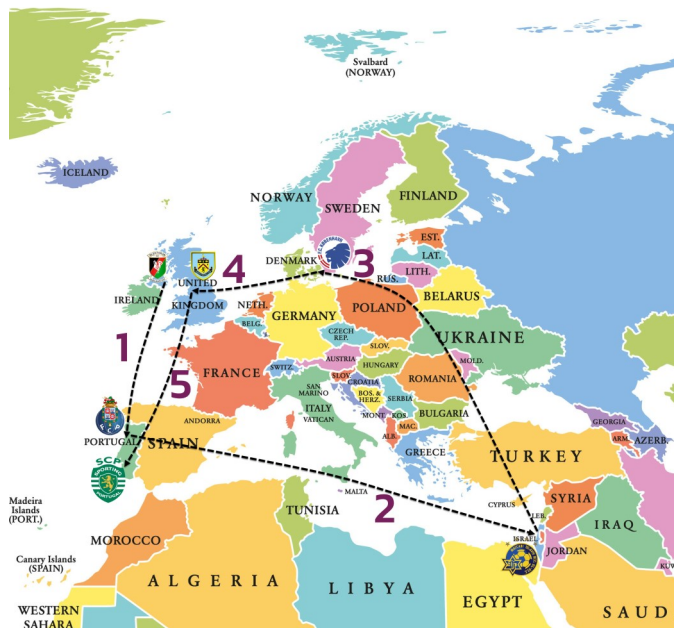 Svalbard
(NORWAY)
ICELAND
NORWAY
SWEDEN
FINLAND
EST.
LAT.
LITH.
RUS.
DENMARK
3
4
UNITED
KINGDOM
IRELAND
NETH.
BELG.
GERMANY
POLAND
BELARUS
UKRAINE
CZECH
REP.
SLOV.
AUSTRIA
HUNGARY
MOLD.
ROMANIA
1
5
FRANCE
SWITZ.
SLOV.
CROATIA
SAN
MARINO
BOS. &
HERZ.
SERBIA
ITALY
VATICAN
MONT
KOS.
BULGARIA
MAC.
ALB.
GREECE
GEORGIA
ARM.
AZERB.
ANDORRA
FCP
PORTUGAL
SPAIN
SCP
SPORTING
PORTUGAL
TURKEY
CYPRUS
SYRIA
LEB.
IRAQ
ISRAEL
JORDAN
KUW
MALTA
2
TUNISIA
Madeira
Islands
(PORT.)
Canary Islands
(SPAIN)
MOROCCO
ALGERIA
LIBYA
EGYPT
SAUD
WESTERN
SAHARA